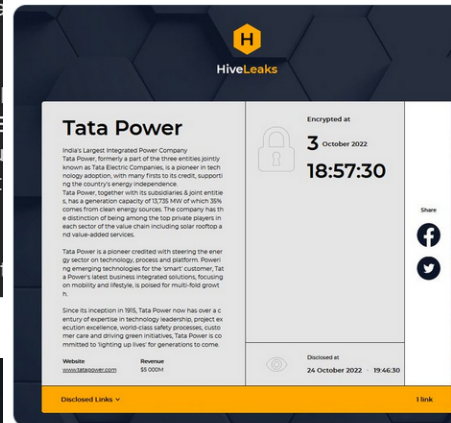 H
HiveLeaks
Tata Power
India's Largest Integrated Power Company
Tata Power, formerly a part of the three entities jointly
known as Tata Electric Companies, is a pioneer in tech
nology adoption, with many firsts to its credit, supporti
ng the country's energy independence.
Tata Power, together with its subsidiaries & joint entitie
s, has a generation capacity of 13,735 MW of which 35%
comes from clean energy sources. The company has th
e distinction of being among the top private players in
each sector of the value chain including solar rooftop a
nd value-added services.
Tata Power is a pioneer credited with steering the ener
gy sector on technology, process and platform. Poweri
ng emerging technologies for the 'smart' customer, Tat
a Power's latest business integrated solutions, focusing
on mobility and lifestyle, is poised for multi-fold growt
h.
Since its inception in 1915, Tata Power now has over a c
entury of expertise in technology leadership, project ex
ecution excellence, world-class safety processes, custo
mer care and driving green initiatives, Tata Power is co
mmitted to 'lighting up lives' for generations to come.
Website
www.tatapower.com
Revenue
$5 000M
Encrypted at
3 October 2022
18:57:30
Disclosed at
24 October 2022 · 19:46:30
Share
Disclosed Links
1 link